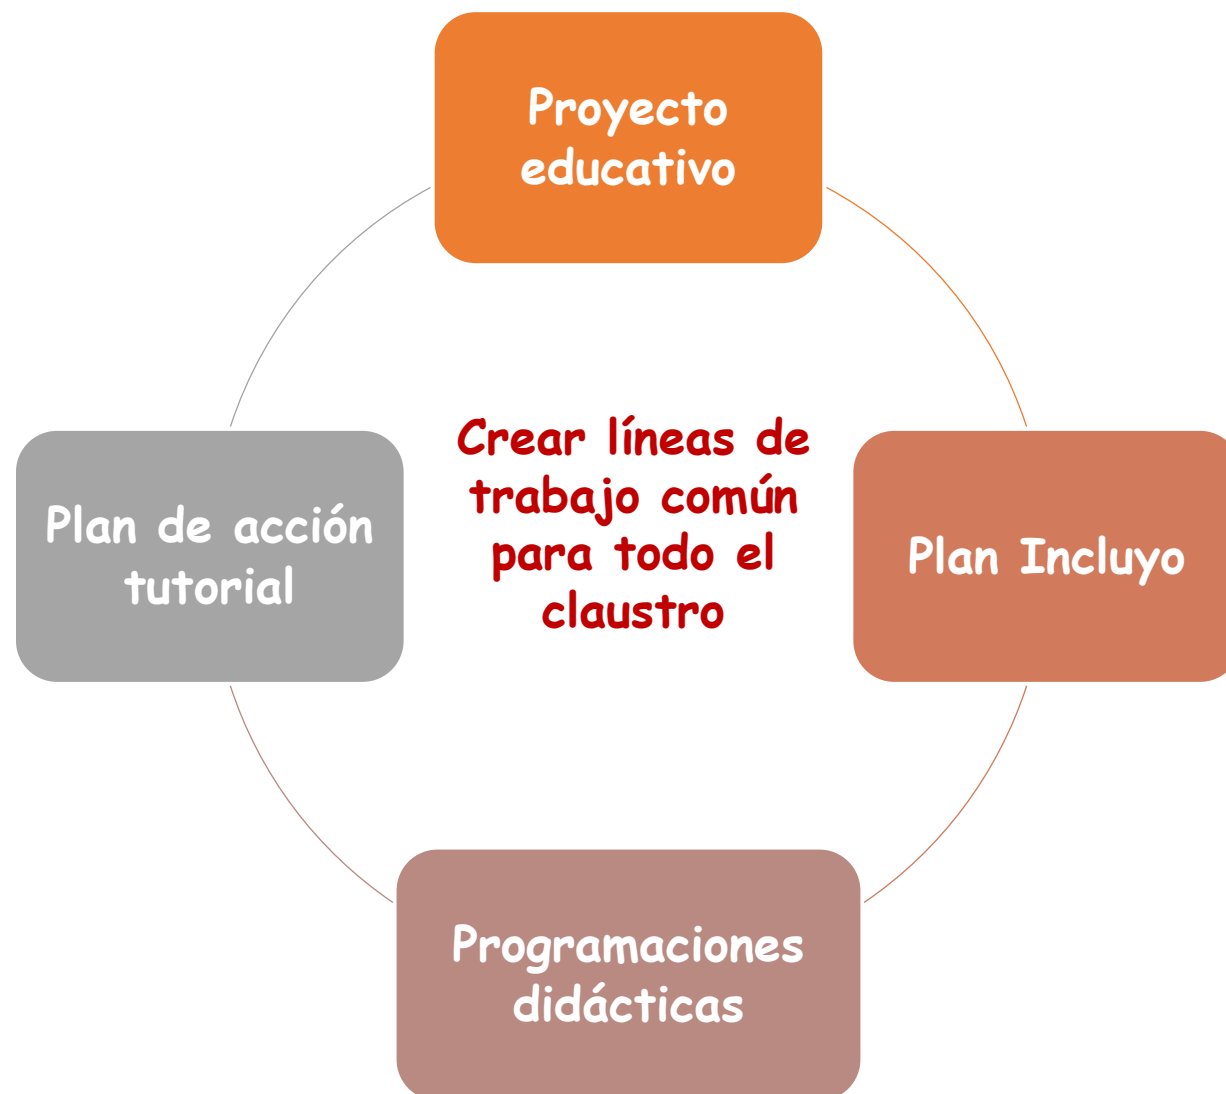 Proyecto
educativo
Crear líneas de
trabajo común
para todo el
claustro
Plan de acción
tutorial
Plan Incluyo
Programaciones
didácticas